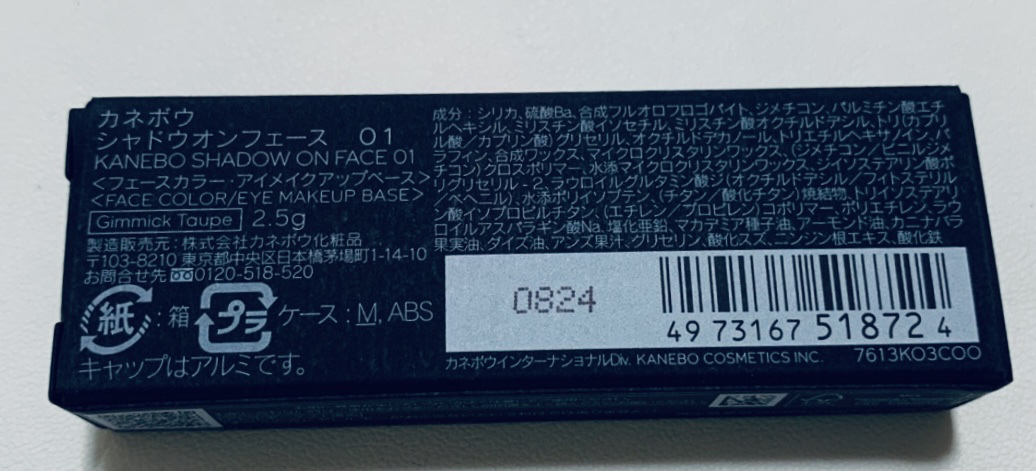 カネボウ
シャドウオンフェース 01
KANEBO SHADOW ON FACE 01
<フェースカラー、アイメイクアップベース>
<FACE COLOR/EYE MAKEUP BASE>
Gimmick Taupe 2.5g
製造販売元:株式会社カネボウ化粧品
〒103-8210 東京都中央区日本橋茅場町1-14-10
お問合せ先 0120-518-520
紙:箱 プラ ケース:M, ABS
キャップはアルミです。
成分:シリカ、硫酸Ba、合成フルオロフロゴパイト、ジメチコン、パルミチン酸エチ
ルヘキシル、ミリスチン酸イソセチル、ミリスチン酸オクチルドデシル、トリ(カプリ
ル酸/カプリン酸)グリセリル、オクチルドデカノール、トリエチルヘキサノイン、パ
ラフィン、合成ワックス、マイクロクリスタリンワックス、(ジメチコン/ビニルジメ
チコン)クロスポリマー、水添マイクロクリスタリンワックス、ジイソステアリン酸ポ
リグリセリル-2、ラウロイルグルタミン酸ジ(オクチルドデシル/フィトステリル
/ベヘニル)、水添ポリイソブテン、(チタン/酸化チタン)焼結物、トリイソステアリ
ン酸イソプロピルチタン、(エチレン/プロピレン)コポリマー、ポリエチレン、ラウ
ロイルアスパラギン酸Na、塩化亜鉛、マカデミア種子油、アーモンド油、カニナバラ
果実油、ダイズ油、アンズ果汁、グリセリン、酸化スズ、ニンジン根エキス、酸化鉄
0824
4973167518724
カネボウインターナショナルDiv. KANEBO COSMETICS INC. 7613K03C00